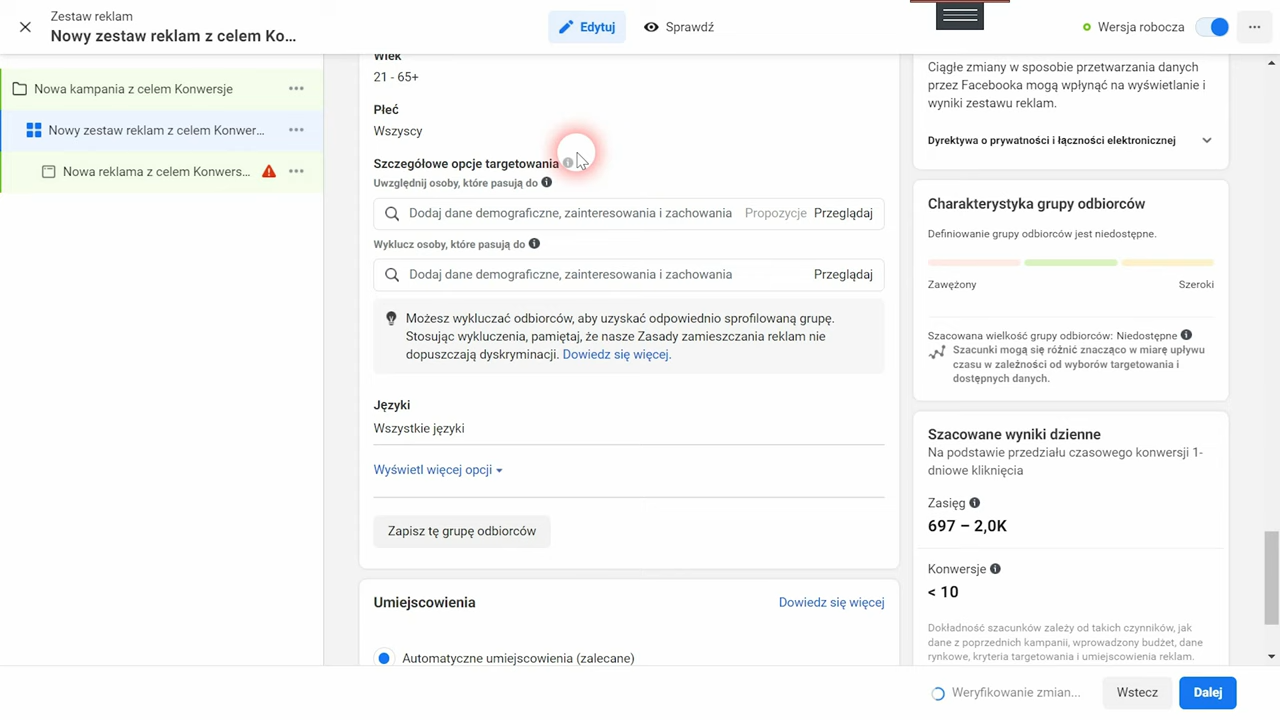 Zestaw reklam
Nowy zestaw reklam z celem Ko...
Edytuj
Sprawdź
Wersja robocza
Nowa kampania z celem Konwersje
Nowy zestaw reklam z celem Konwer...
Nowa reklama z celem Konwers...
Wiek
21 - 65+
Płeć
Wszyscy
Szczegółowe opcje targetowania
Uwzględnij osoby, które pasują do
Dodaj dane demograficzne, zainteresowania i zachowania Propozycje Przeglądaj
Wyklucz osoby, które pasują do
Dodaj dane demograficzne, zainteresowania i zachowania Przeglądaj
Możesz wykluczać odbiorców, aby uzyskać odpowiednio sprofilowaną grupę.
Stosując wykluczenia, pamiętaj, że nasze Zasady zamieszczania reklam nie
dopuszczają dyskryminacji. Dowiedz się więcej.
Języki
Wszystkie języki
Wyświetl więcej opcji
Zapisz tę grupę odbiorców
Umiejscowienia
Dowiedz się więcej
Automatyczne umiejscowienia (zalecane)
Ciągłe zmiany w sposobie przetwarzania danych
przez Facebooka mogą wpłynąć na wyświetlanie i
wyniki zestawu reklam.
Dyrektywa o prywatności i łączności elektronicznej
Charakterystyka grupy odbiorców
Definiowanie grupy odbiorców jest niedostępne.
Zawężony
Szeroki
Szacowana wielkość grupy odbiorców: Niedostępne
Szacunki mogą się różnić znacząco w miarę upływu
czasu w zależności od wyborów targetowania i
dostępnych danych.
Szacowane wyniki dzienne
Na podstawie przedziału czasowego konwersji 1-
dniowe kliknięcia
Zasięg
697 – 2,0K
Konwersje
< 10
Dokładność szacunków zależy od takich czynników, jak
dane z poprzednich kampanii, wprowadzony budżet, dane
rynkowe, kryteria targetowania i umiejscowienia reklam.
Weryfikowanie zmian...
Wstecz
Dalej